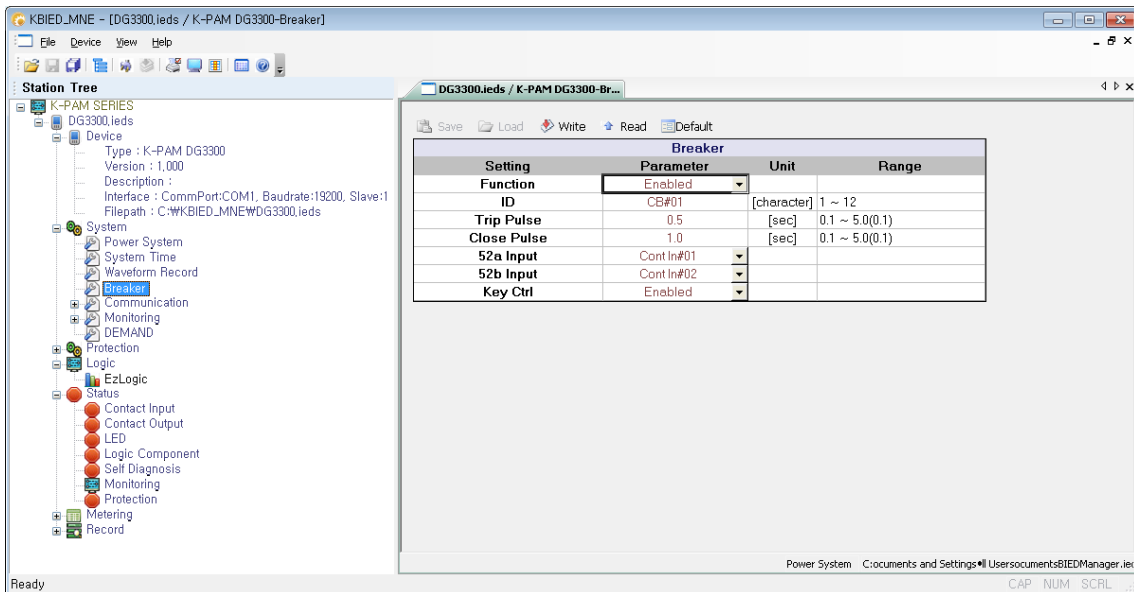 KBIED_MNE - [DG3300.ieds / K-PAM DG3300-Breaker]
File Device View Help
Station Tree
K-PAM SERIES
DG3300.ieds
Device
Type : K-PAM DG3300
Version : 1,000
Description :
Interface : CommPort:COM1, Baudrate:19200, Slave:1
Filepath : C:₩KBIED_MNE₩DG3300.ieds
System
Power System
System Time
Waveform Record
Breaker
Communication
Monitoring
DEMAND
Protection
Logic
EzLogic
Status
Contact Input
Contact Output
LED
Logic Component
Self Diagnosis
Monitoring
Protection
Metering
Record
DG3300.ieds / K-PAM DG3300-Br...
Save Load Write Read Default
Breaker
Setting Parameter Unit Range
Function Enabled
ID CB#01 [character] 1 ~ 12
Trip Pulse 0.5 [sec] 0.1 ~ 5.0(0.1)
Close Pulse 1.0 [sec] 0.1 ~ 5.0(0.1)
52a Input Cont In#01
52b Input Cont In#02
Key Ctrl Enabled
Power System C:ocuments and Settings•ll UsersocumentsBIEDManager.iec
Ready CAP NUM SCRL